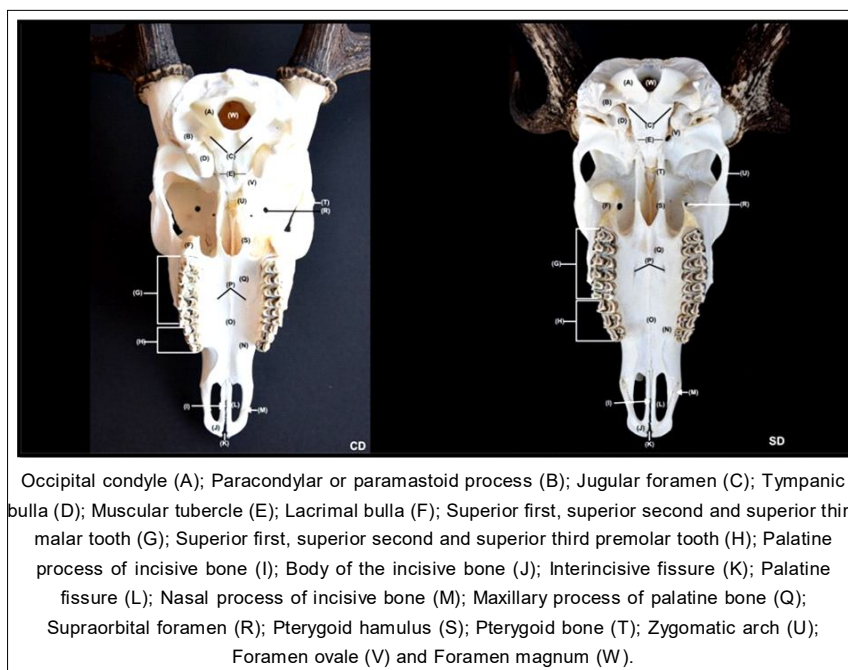 (A)
(W)
(B)
(D)
(C)
(E)
(V)
(U)
(T)
(R)
(S)
(F)
(Q)
(P)
(G)
(O)
(H)
(N)
(I)
(L)
(M)
(J)
(K)
CD
(A)
(W)
(B)
(D)
(C)
(V)
(E)
(T)
(U)
(F)
(S)
(R)
(Q)
(P)
(G)
(H)
(O)
(N)
(M)
(I)
(L)
(J)
(K)
SD
Occipital condyle (A); Paracondylar or paramastoid process (B); Jugular foramen (C); Tympanic
bulla (D); Muscular tubercle (E); Lacrimal bulla (F); Superior first, superior second and superior thir
malar tooth (G); Superior first, superior second and superior third premolar tooth (H); Palatine
process of incisive bone (I); Body of the incisive bone (J); Interincisive fissure (K); Palatine
fissure (L); Nasal process of incisive bone (M); Maxillary process of palatine bone (Q);
Supraorbital foramen (R); Pterygoid hamulus (S); Pterygoid bone (T); Zygomatic arch (U);
Foramen ovale (V) and Foramen magnum (W).